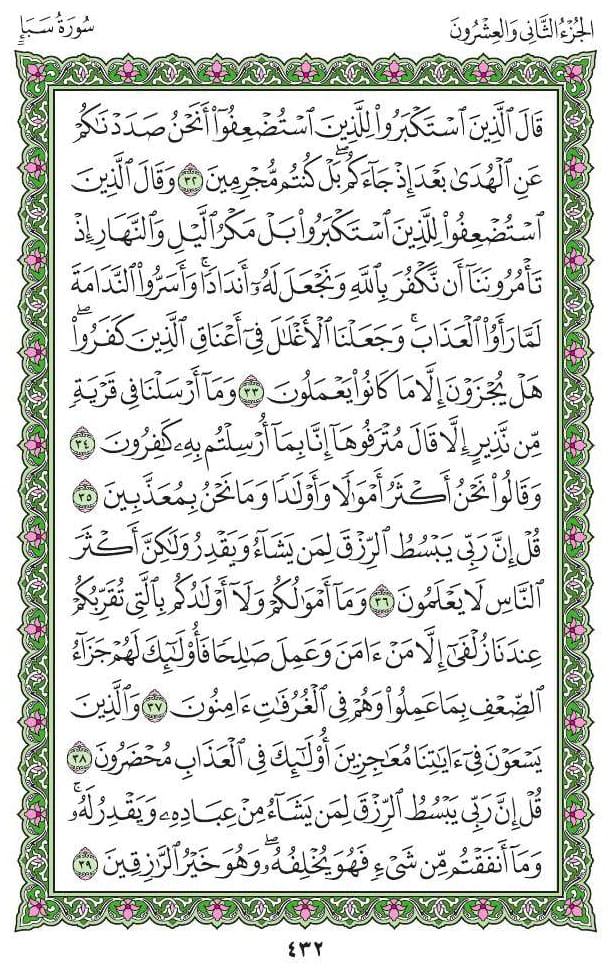 الجُزْءُ الثَّانِي وَالعِشْرُونَ
سُورَةُ سَبَإٍ
قَالَ ٱلَّذِينَ ٱسْتَكْبَرُوا۟ لِلَّذِينَ ٱسْتُضْعِفُوٓا۟ أَنَحْنُ صَدَدْنَٰكُمْ
عَنِ ٱلْهُدَىٰ بَعْدَ إِذْ جَآءَكُم ۖ بَلْ كُنتُم مُّجْرِمِينَ ٣٢ وَقَالَ ٱلَّذِينَ
ٱسْتُضْعِفُوا۟ لِلَّذِينَ ٱسْتَكْبَرُوا۟ بَلْ مَكْرُ ٱلَّيْلِ وَٱلنَّهَارِ إِذْ
تَأْمُرُونَنَآ أَن نَّكْفُرَ بِٱللَّهِ وَنَجْعَلَ لَهُۥٓ أَندَادًا ۚ وَأَسَرُّوا۟ ٱلنَّدَامَةَ
لَمَّا رَأَوُا۟ ٱلْعَذَابَ ۚ وَجَعَلْنَا ٱلْأَغْلَٰلَ فِىٓ أَعْنَاقِ ٱلَّذِينَ كَفَرُوا۟ ۖ
هَلْ يُجْزَوْنَ إِلَّا مَا كَانُوا۟ يَعْمَلُونَ ٣٣ وَمَآ أَرْسَلْنَا فِى قَرْيَةٍ
مِّن نَّذِيرٍ إِلَّا قَالَ مُتْرَفُوهَآ إِنَّا بِمَآ أُرْسِلْتُم بِهِۦ كَٰفِرُونَ ٣٤
وَقَالُوا۟ نَحْنُ أَكْثَرُ أَمْوَٰلًا وَأَوْلَٰدًا وَمَا نَحْنُ بِمُعَذَّبِينَ ٣٥
قُلْ إِنَّ رَبِّى يَبْسُطُ ٱلرِّزْقَ لِمَن يَشَآءُ وَيَقْدِرُ وَلَٰكِنَّ أَكْثَرَ
ٱلنَّاسِ لَا يَعْلَمُونَ ٣٦ وَمَآ أَمْوَٰلُكُمْ وَلَآ أَوْلَٰدُكُم بِٱلَّتِى تُقَرِّبُكُمْ
عِندَنَا زُلْفَىٰٓ إِلَّا مَنْ ءَامَنَ وَعَمِلَ صَٰلِحًا فَأُو۟لَٰٓئِكَ لَهُمْ جَزَآءُ
ٱلضِّعْفِ بِمَا عَمِلُوا۟ وَهُمْ فِى ٱلْغُرُفَٰتِ ءَامِنُونَ ٣٧ وَٱلَّذِينَ
يَسْعَوْنَ فِىٓ ءَايَٰتِنَا مُعَٰجِزِينَ أُو۟لَٰٓئِكَ فِى ٱلْعَذَابِ مُحْضَرُونَ ٣٨
قُلْ إِنَّ رَبِّى يَبْسُطُ ٱلرِّزْقَ لِمَن يَشَآءُ مِنْ عِبَادِهِۦ وَيَقْدِرُ لَهُۥ ۚ
وَمَآ أَنفَقْتُم مِّن شَىْءٍ فَهُوَ يُخْلِفُهُۥ ۖ وَهُوَ خَيْرُ ٱلرَّٰزِقِينَ ٣٩
٤٣٢